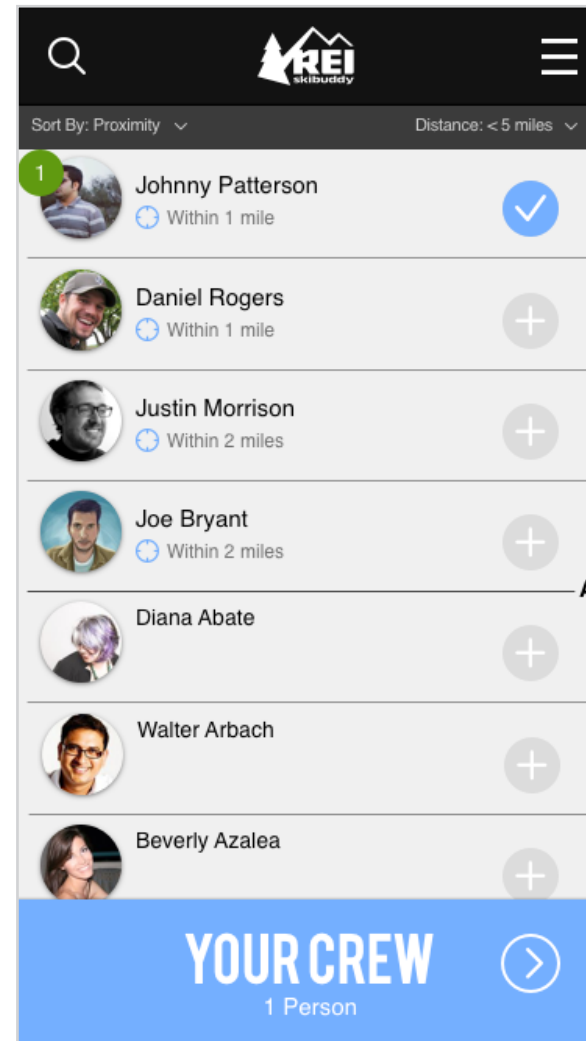 REI
skibuddy
Sort By: Proximity
Distance: < 5 miles
1
Johnny Patterson
Within 1 mile
Daniel Rogers
Within 1 mile
Justin Morrison
Within 2 miles
Joe Bryant
Within 2 miles
A
Diana Abate
Walter Arbach
Beverly Azalea
YOUR CREW
1 Person